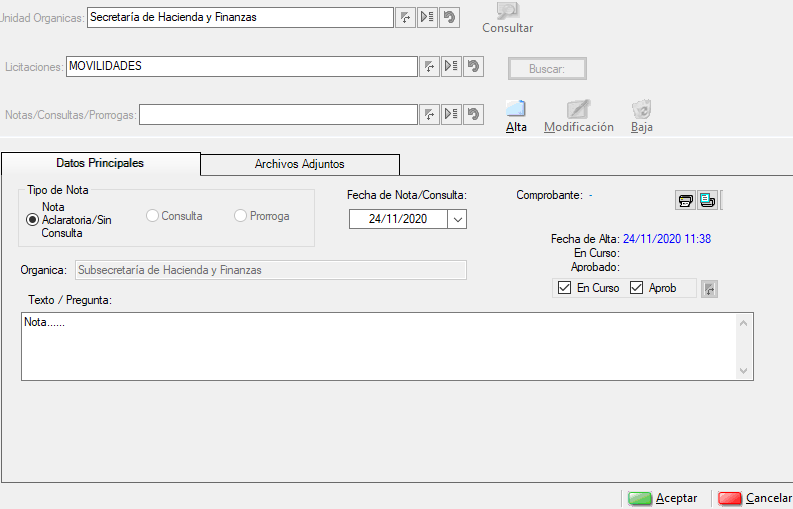 Unidad Organicas: Secretaría de Hacienda y Finanzas
Consultar
Licitaciones: MOVILIDADES
Buscar:
Notas/Consultas/Prorrogas:
Alta Modificación Baja
Datos Principales Archivos Adjuntos
Tipo de Nota
Nota
Aclaratoria/Sin
Consulta
Consulta
Prorroga
Fecha de Nota/Consulta:
24/11/2020
Comprobante: -
Fecha de Alta: 24/11/2020 11:38
En Curso:
Aprobado:
En Curso Aprob
Organica: Subsecretaría de Hacienda y Finanzas
Texto / Pregunta:
Nota......
Aceptar Cancelar